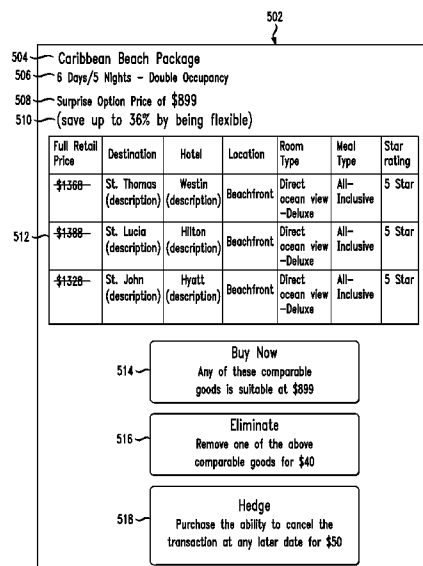 502
504 Caribbean Beach Package
506 6 Days/5 Nights – Double Occupancy
508 Surprise Option Price of $899
510 (save up to 36% by being flexible)
Full Retail Price Destination Hotel Location Room Type Meal Type Star rating
$1368 St. Thomas (description) Westin (description) Beachfront Direct ocean view –Deluxe All–Inclusive 5 Star
512 $1388 St. Lucia (description) Hilton (description) Beachfront Direct ocean view –Deluxe All–Inclusive 5 Star
$1328 St. John (description) Hyatt (description) Beachfront Direct ocean view –Deluxe All–Inclusive 5 Star
Buy Now
514 Any of these comparable
goods is suitable at $899
Eliminate
516 Remove one of the above
comparable goods for $40
Hedge
518 Purchase the ability to cancel the
transaction at any later date for $50